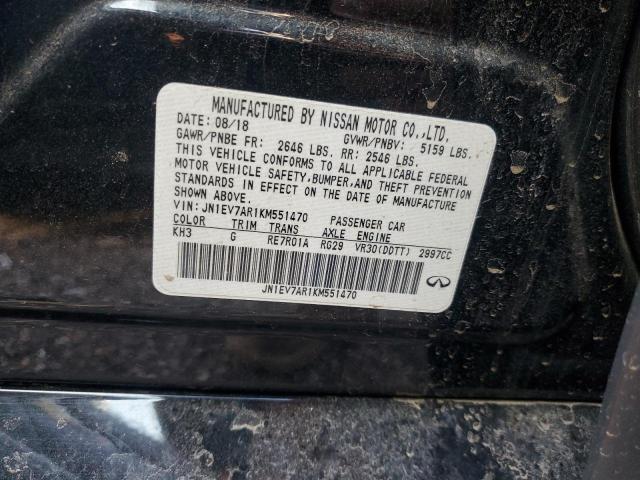 MANUFACTURED BY NISSAN MOTOR CO.,LTD.
DATE: 08/18 GVWR/PNBV: 5159 LBS.
GAWR/PNBE FR: 2646 LBS. RR: 2546 LBS.
THIS VEHICLE CONFORMS TO ALL APPLICABLE FEDERAL
MOTOR VEHICLE SAFETY,BUMPER,AND THEFT PREVENTION
STANDARDS IN EFFECT ON THE DATE OF MANUFACTURE
SHOWN ABOVE.
VIN: JN1EV7AR1KM551470 PASSENGER CAR
COLOR TRIM TRANS AXLE ENGINE
KH3 G RE7R01A RG29 VR30(DDTT) 2997CC
JN1EV7AR1KM551470